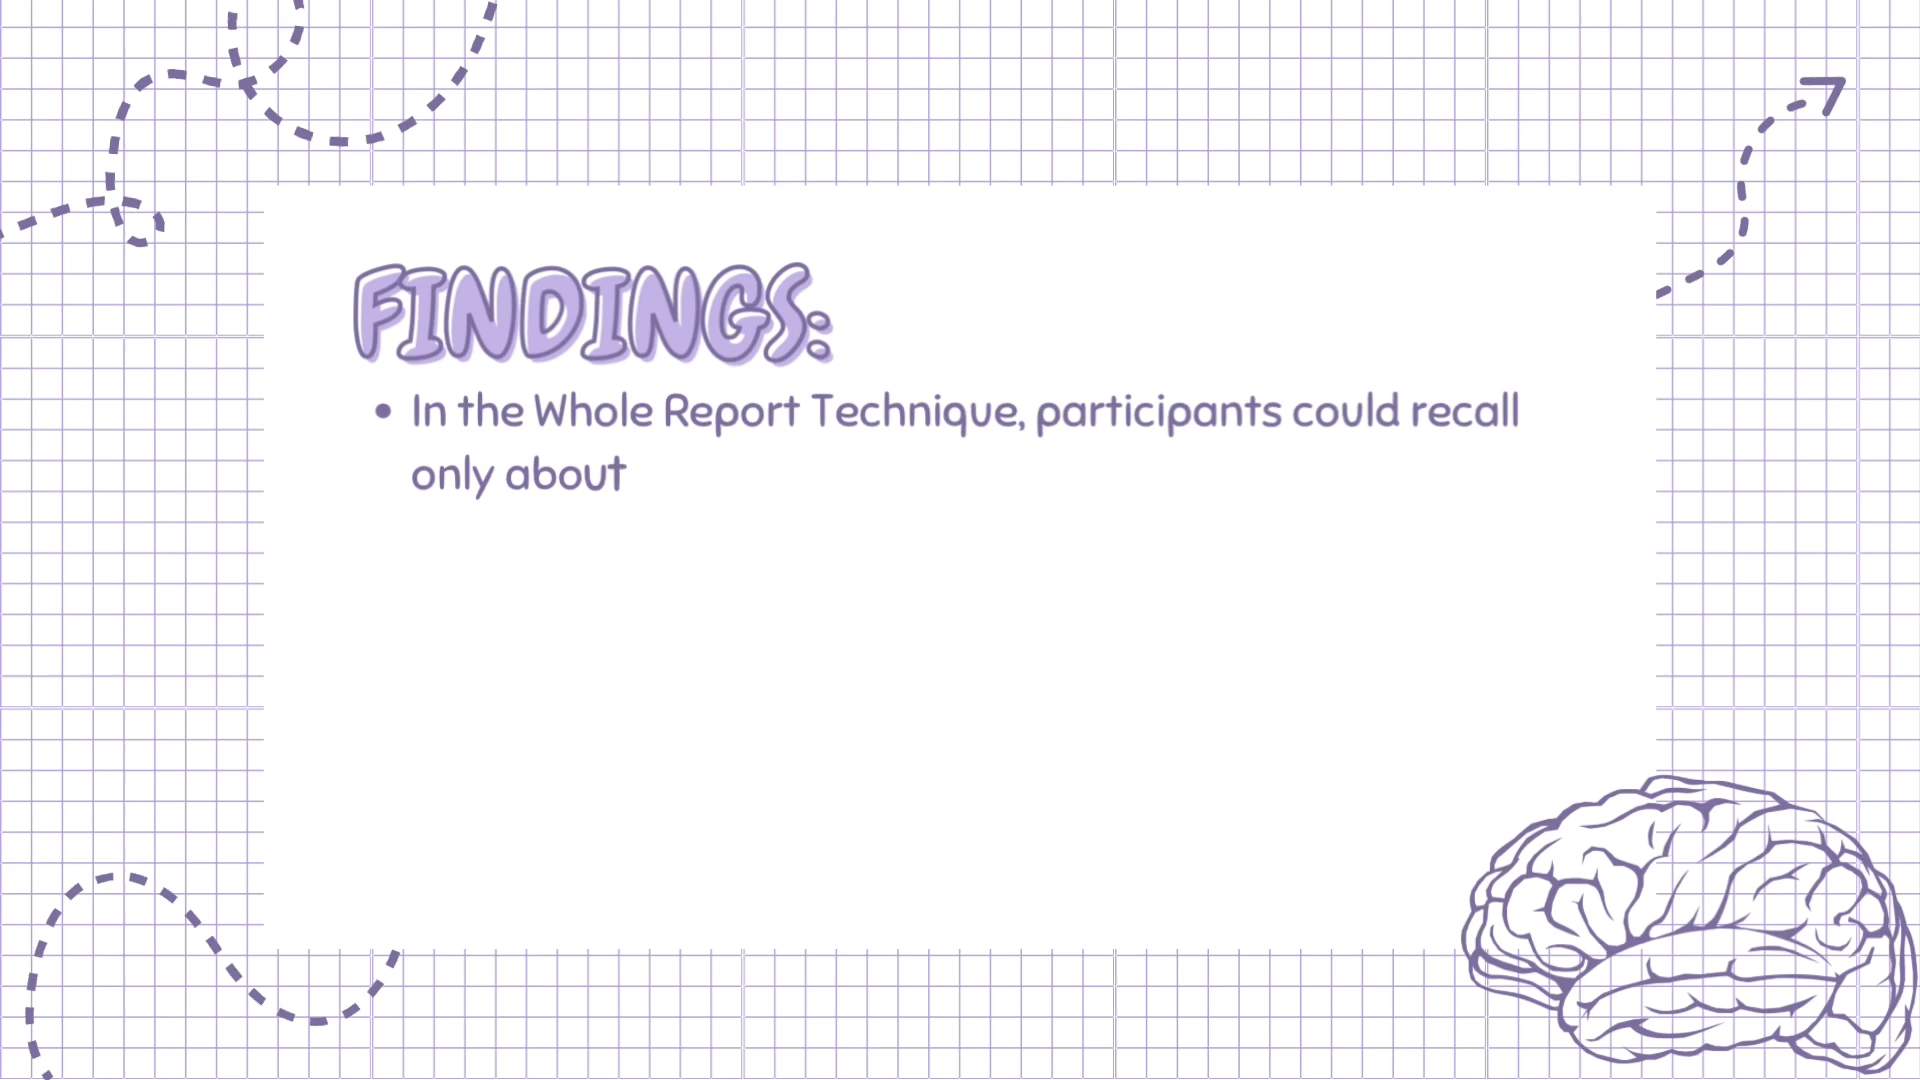 FINDINGS:
• In the Whole Report Technique, participants could recall
only about